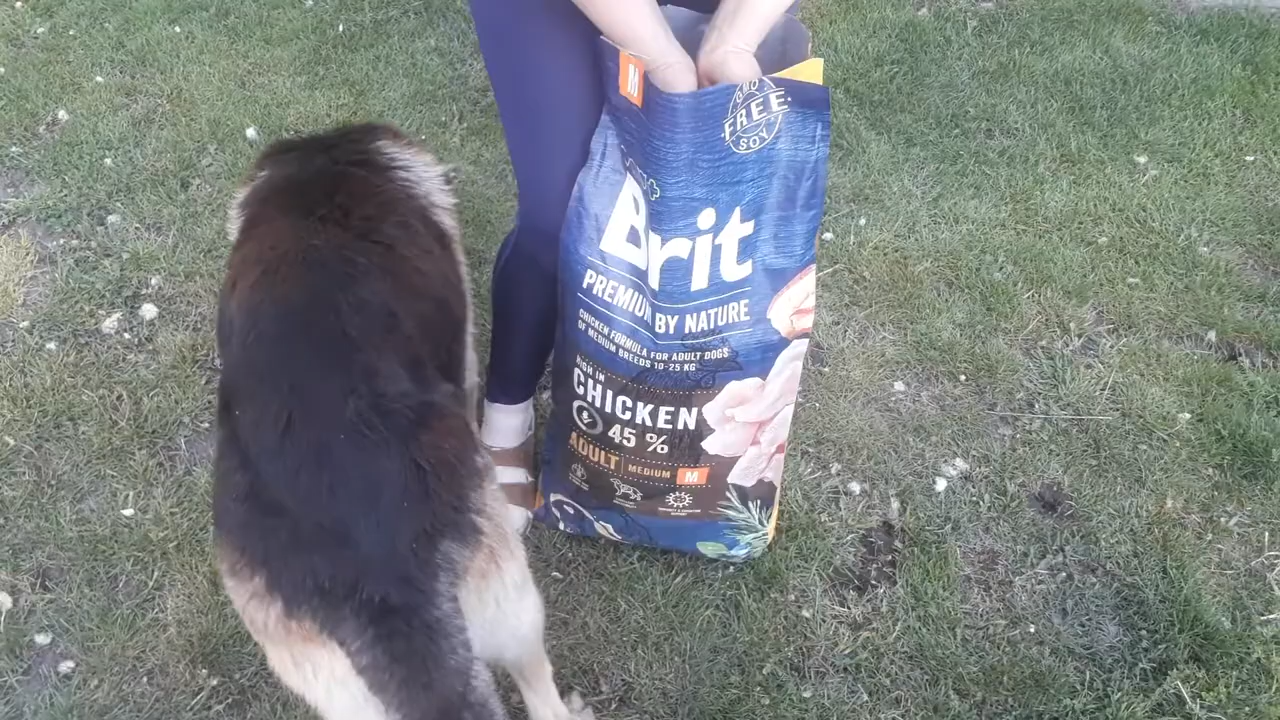 M
GMO
FREE
SOY
Brit
PREMIUM BY NATURE
CHICKEN FORMULA FOR ADULT DOGS
OF MEDIUM BREEDS 10-25 KG
HIGH IN
CHICKEN
45 %
ADULT MEDIUM M